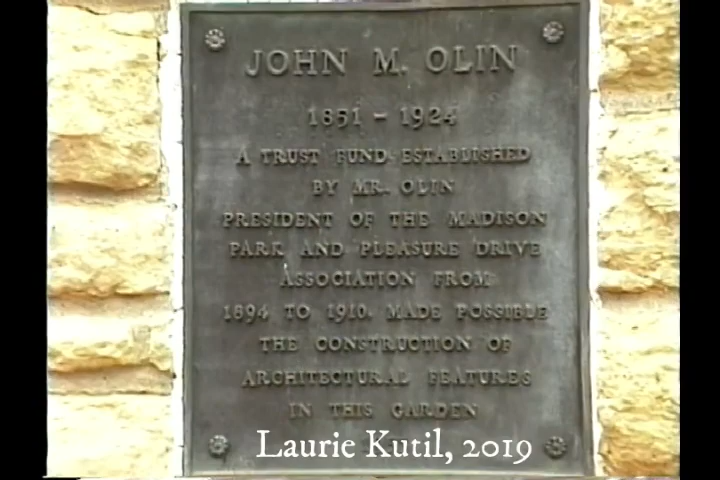 JOHN M. OLIN
1851 - 1924
A TRUST FUND ESTABLISHED
BY MR. OLIN
PRESIDENT OF THE MADISON
PARK AND PLEASURE DRIVE
ASSOCIATION FROM
1894 TO 1910, MADE POSSIBLE
THE CONSTRUCTION OF
ARCHITECTURAL FEATURES
IN THIS GARDEN
Laurie Kutil, 2019